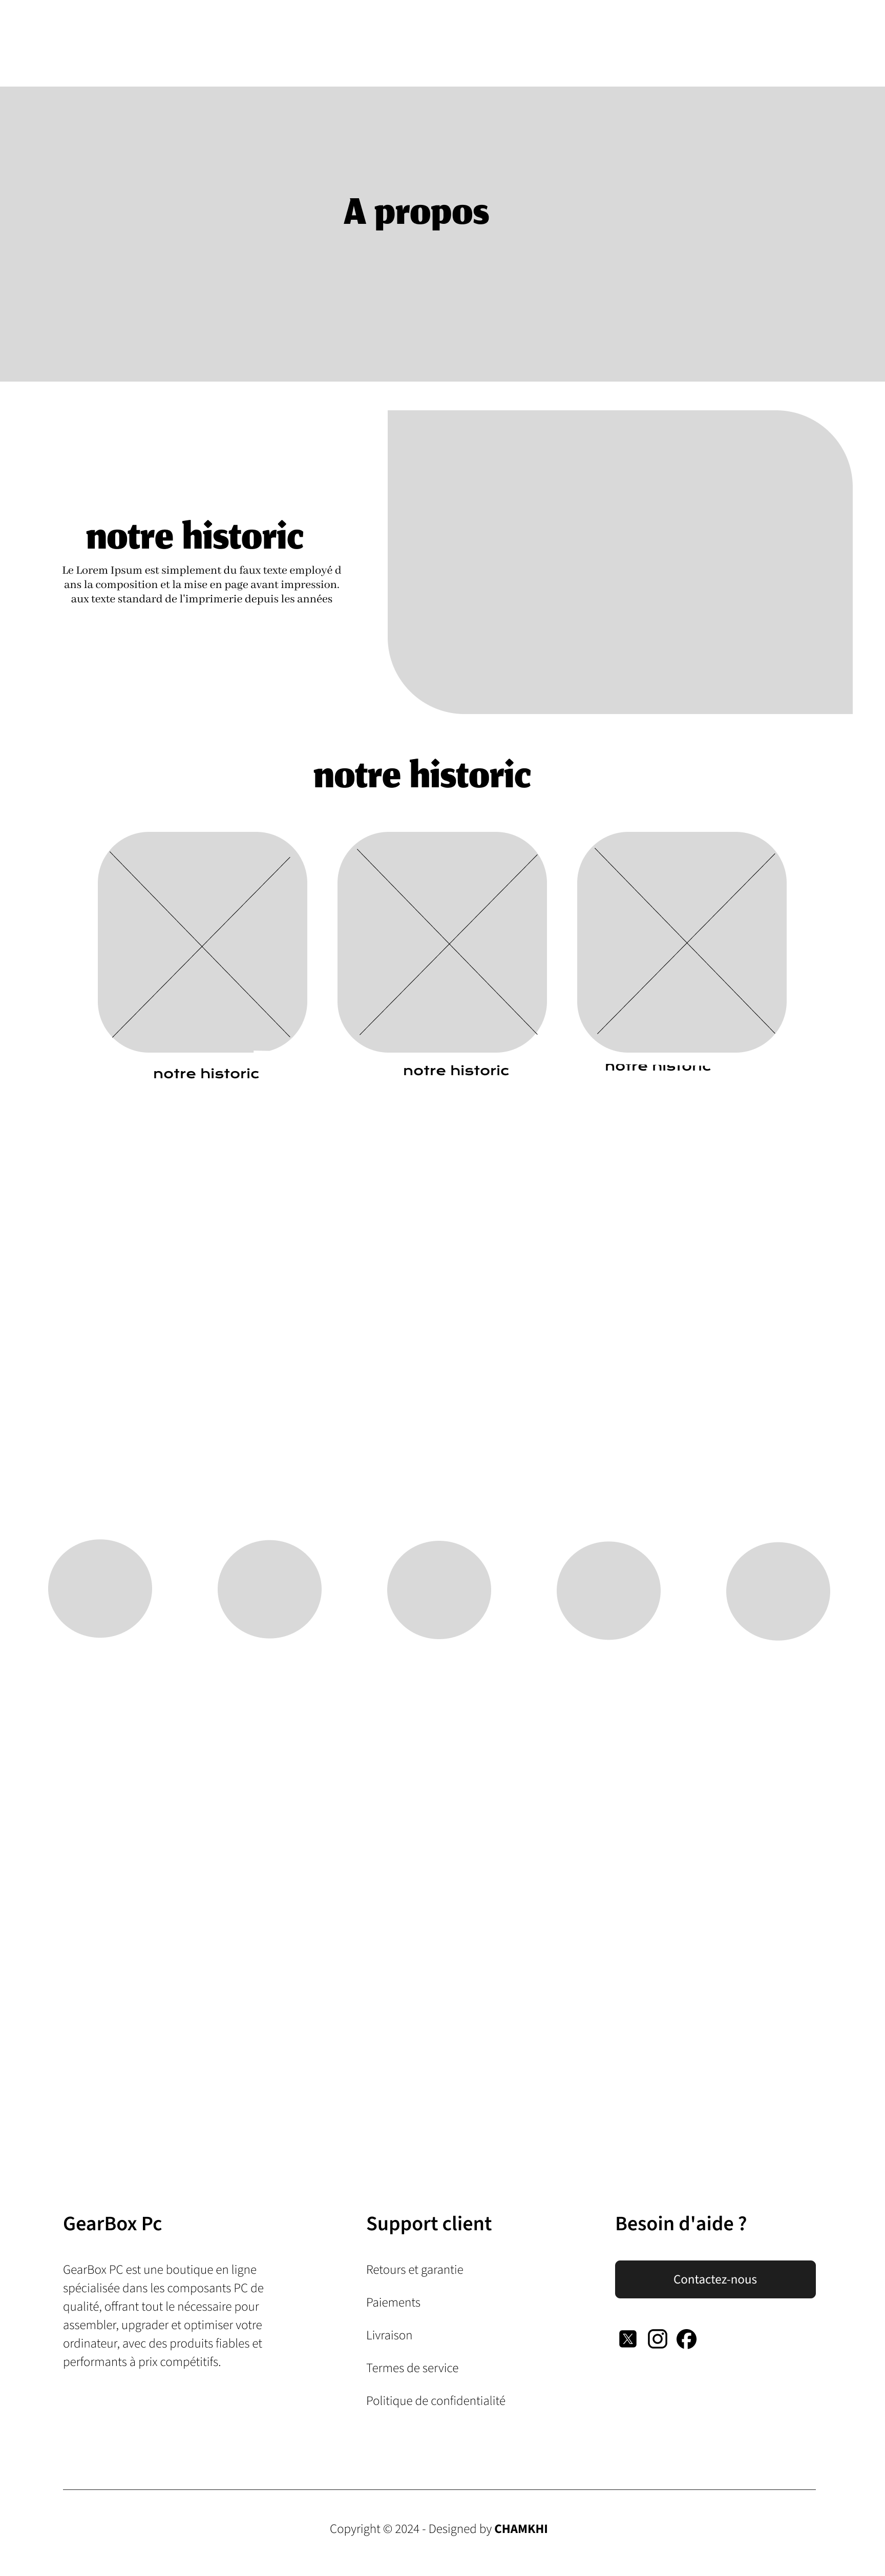 A propos
notre historic
Le Lorem Ipsum est simplement du faux texte employé d
ans la composition et la mise en page avant impression.
aux texte standard de l'imprimerie depuis les années
notre historic
notre historic
notre historic
notre historic
GearBox Pc
GearBox PC est une boutique en ligne
spécialisée dans les composants PC de
qualité, offrant tout le nécessaire pour
assembler, upgrader et optimiser votre
ordinateur, avec des produits fiables et
performants à prix compétitifs.
Support client
Retours et garantie
Paiements
Livraison
Termes de service
Politique de confidentialité
Besoin d'aide ?
Contactez-nous
Copyright © 2024 - Designed by CHAMKHI